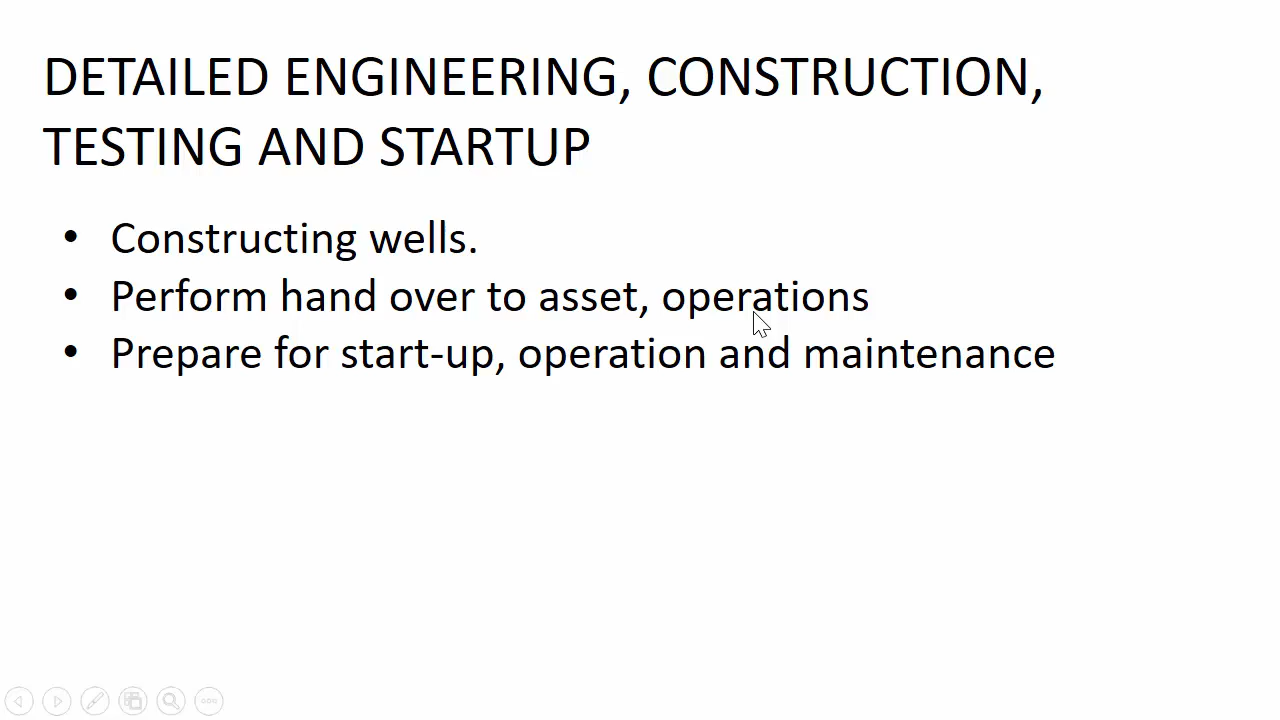 DETAILED ENGINEERING, CONSTRUCTION,
TESTING AND STARTUP
• Constructing wells.
• Perform hand over to asset, operations
• Prepare for start-up, operation and maintenance